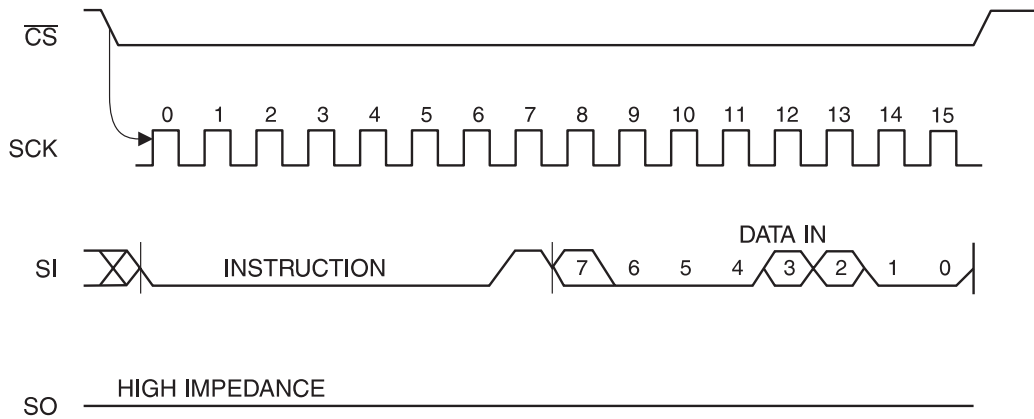 CS
0 1 2 3 4 5 6 7 8 9 10 11 12 13 14 15
SCK
DATA IN
SI INSTRUCTION 7 6 5 4 3 2 1 0
HIGH IMPEDANCE
SO